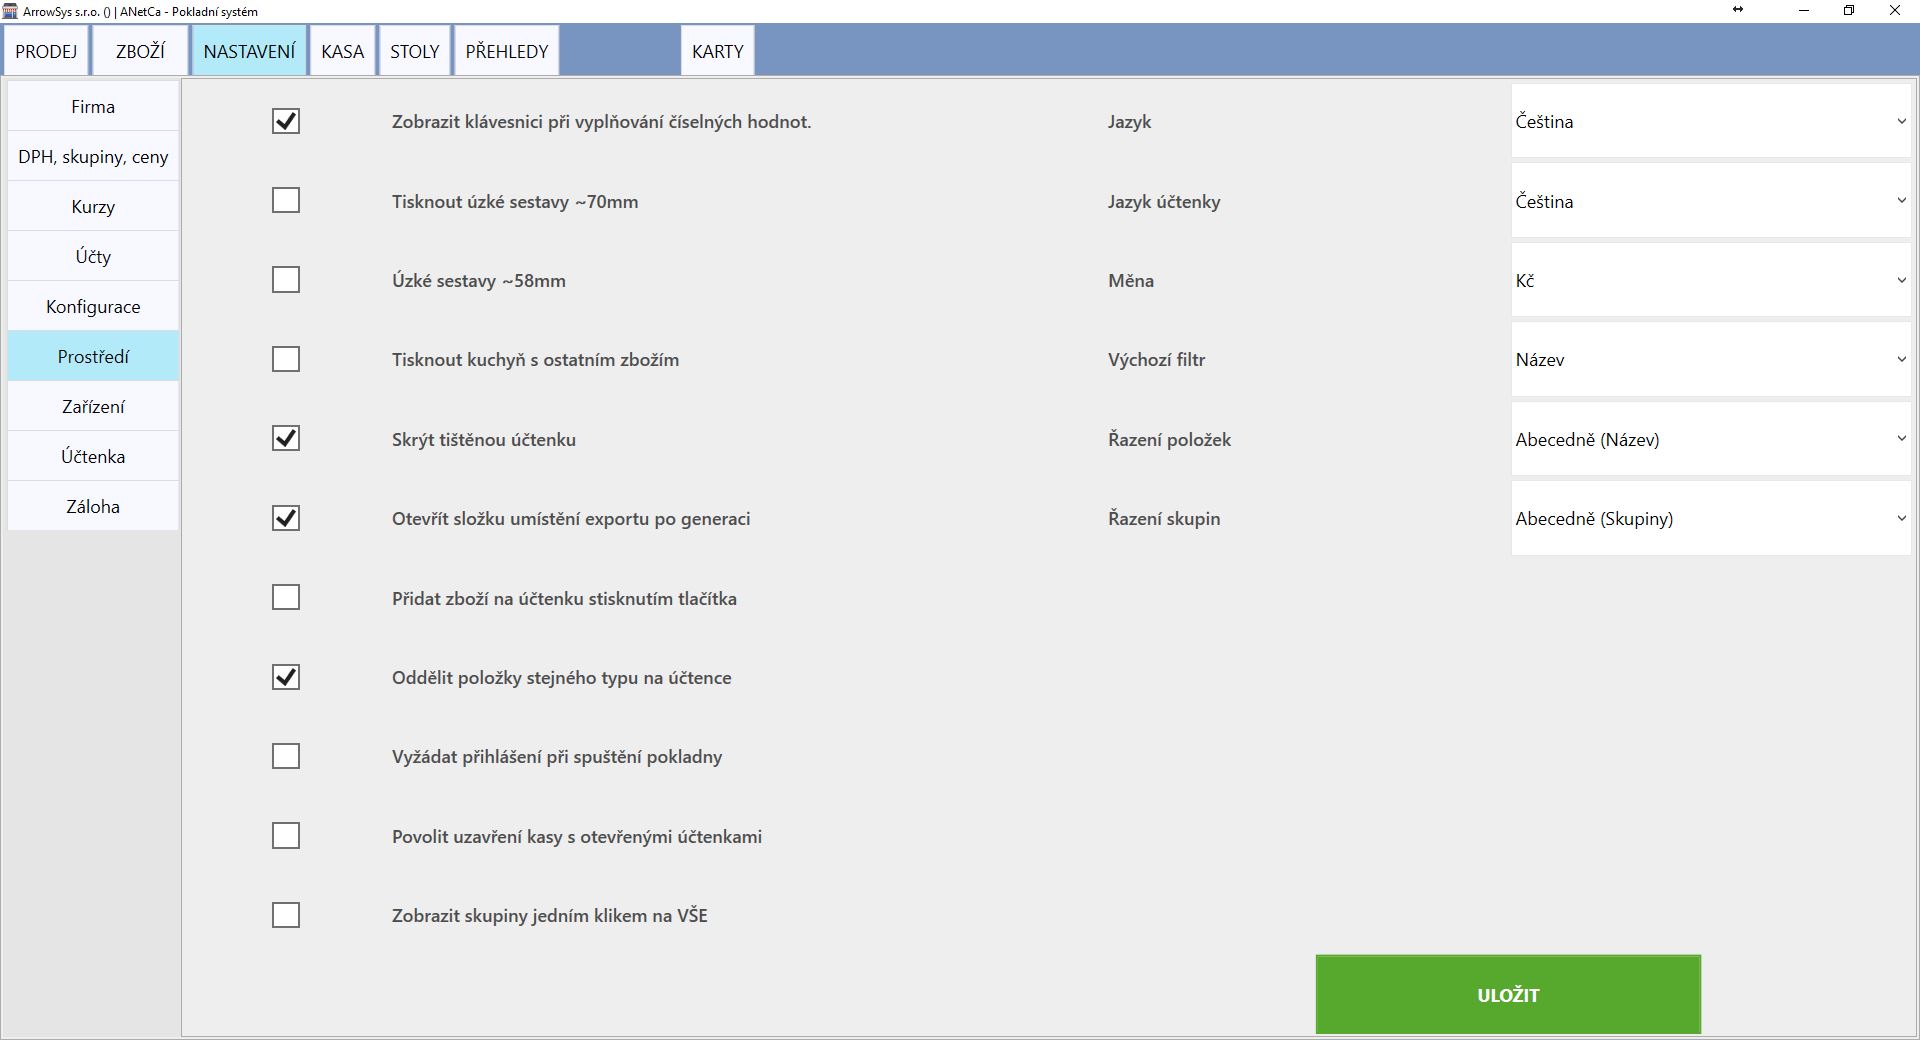 ArrowSys s.r.o. () | ANetCa - Pokladní systém
PRODEJ ZBOŽÍ NASTAVENÍ KASA STOLY PŘEHLEDY KARTY
Firma
DPH, skupiny, ceny
Kurzy
Účty
Konfigurace
Prostředí
Zařízení
Účtenka
Záloha
Zobrazit klávesnici při vyplňování číselných hodnot.
Tisknout úzké sestavy ~70mm
Úzké sestavy ~58mm
Tisknout kuchyň s ostatním zbožím
Skrýt tištěnou účtenku
Otevřít složku umístění exportu po generaci
Přidat zboží na účtenku stisknutím tlačítka
Oddělit položky stejného typu na účtence
Vyžádat přihlášení při spuštění pokladny
Povolit uzavření kasy s otevřenými účtenkami
Zobrazit skupiny jedním klikem na VŠE
Jazyk Čeština
Jazyk účtenky Čeština
Měna Kč
Výchozí filtr Název
Řazení položek Abecedně (Název)
Řazení skupin Abecedně (Skupiny)
ULOŽIT